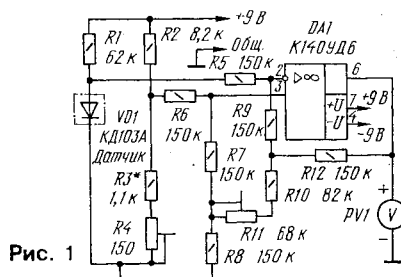 +9 В
R1
62 к
R2
8,2 к
Общ.
R5 150 к
DA1
К140УД6
2
3
▷∞
6
+U
7
+9 В
-U
4
-9 В
VD1
КД103А
Датчик
R6
150 к
R9
150 к
R7
150 к
R12 150 к
R10 82 к
R3*
1,1 к
R4
150
R11 68 к
R8 150 к
PV1
+
V
-
Рис. 1